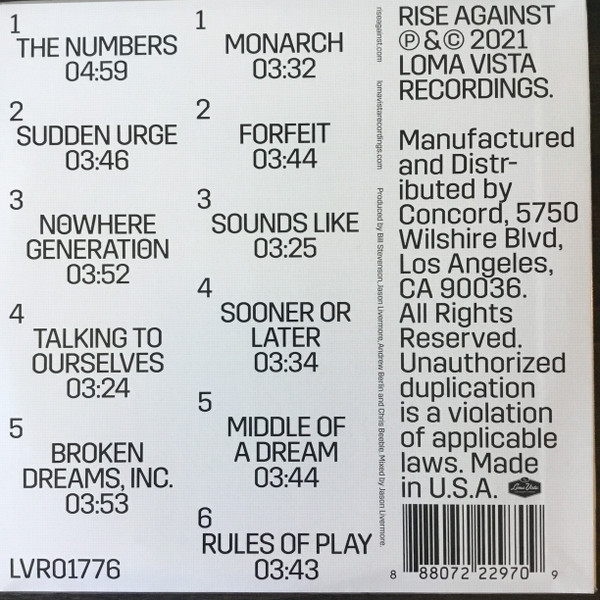 1
THE NUMBERS
04:59
2
SUDDEN URGE
03:46
3
NOWHERE
GENERATION
03:52
4
TALKING TO
OURSELVES
03:24
5
BROKEN
DREAMS, INC.
03:53
LVR01776
1
MONARCH
03:32
2
FORFEIT
03:44
3
SOUNDS LIKE
03:25
4
SOONER OR
LATER
03:34
5
MIDDLE OF
A DREAM
03:44
6
RULES OF PLAY
03:43
riseagainst.com lomavistarecordings.com Produced by Bill Stevenson, Jason Livermore, Andrew Berlin and Chris Beeble. Mixed by Jason Livermore.
RISE AGAINST
℗ & © 2021
LOMA VISTA
RECORDINGS.
Manufactured
and Distr-
ibuted by
Concord, 5750
Wilshire Blvd,
Los Angeles,
CA 90036.
All Rights
Reserved.
Unauthorized
duplication
is a violation
of applicable
laws. Made
in U.S.A.
Loma Vista
8 88072 22970 9